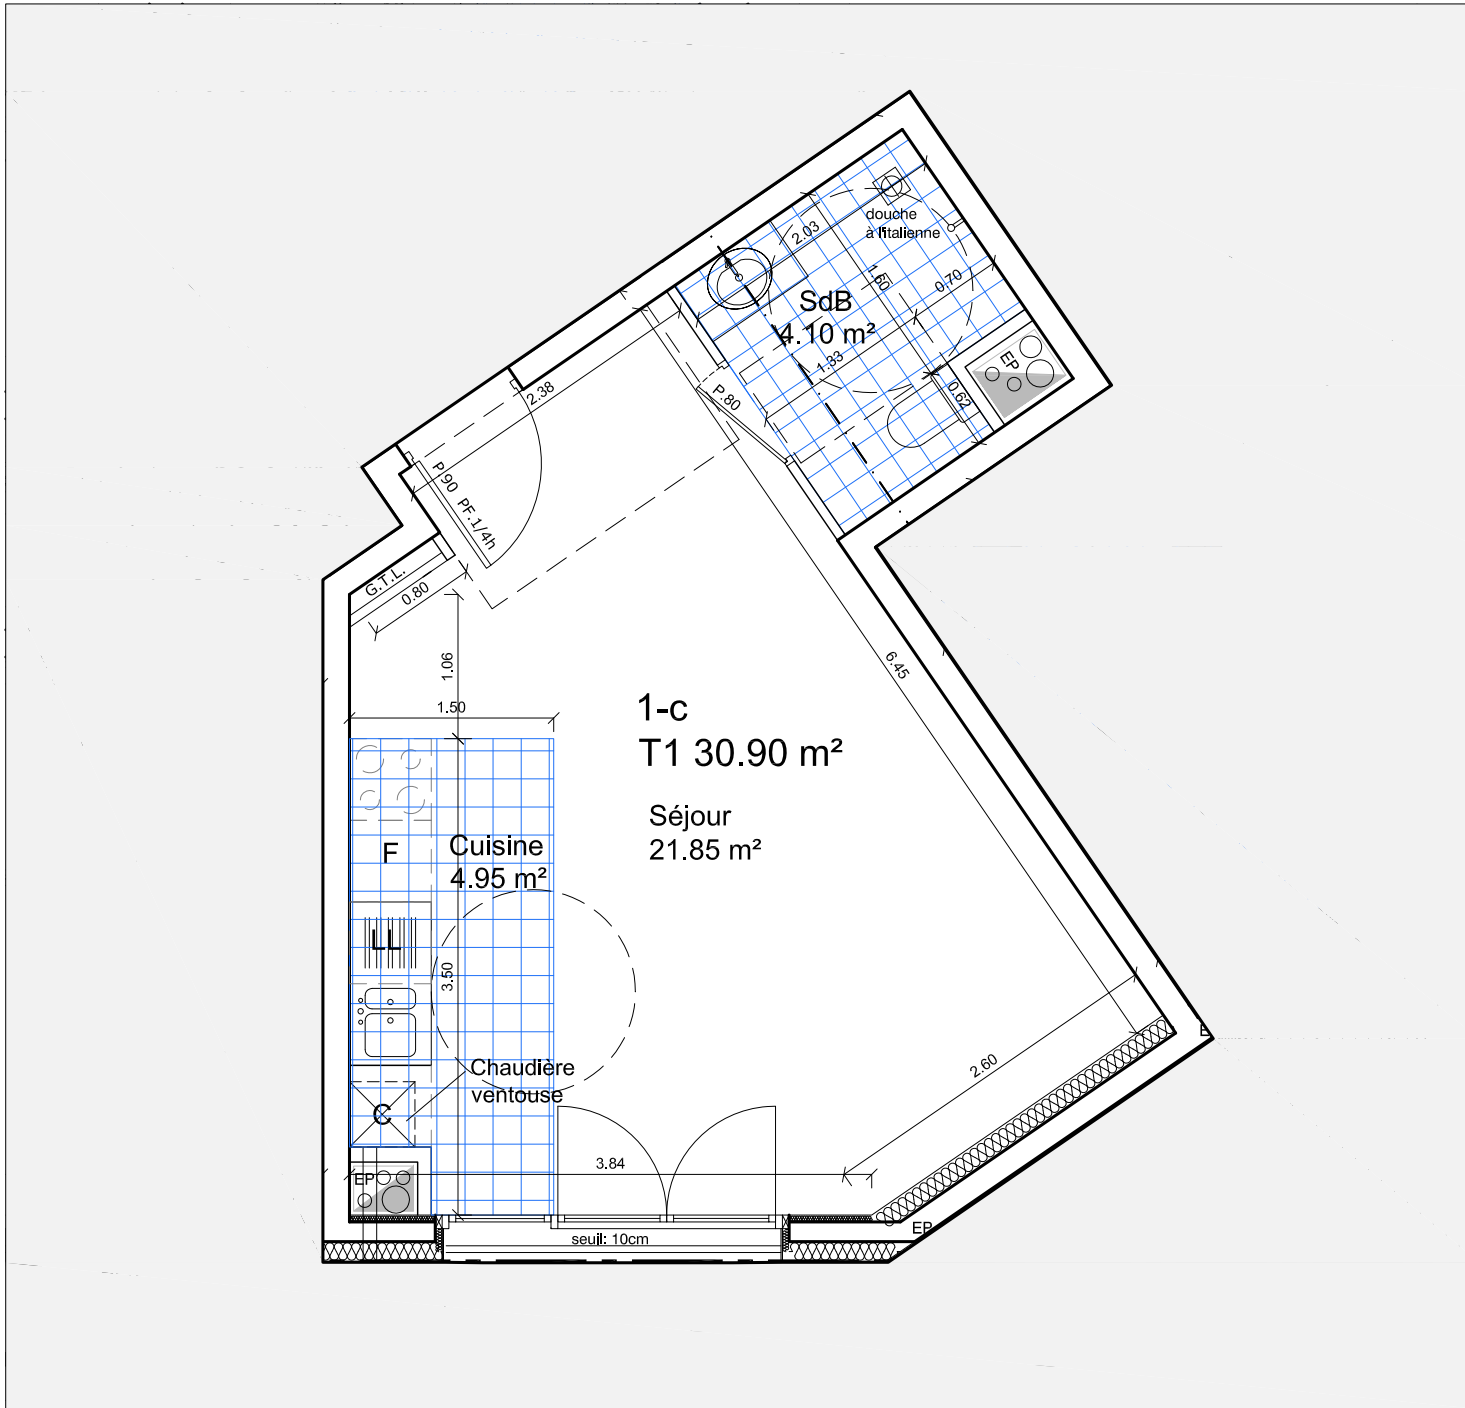 douche
à l'italienne
2.03
1.60
0.70
SdB
4.10 m²
1.33
EP
0.62
P.80
2.38
P.90 PF.1/4h
G.T.L.
0.80
1.06
6.45
1.50
1-c
T1 30.90 m²
Séjour
21.85 m²
Cuisine
4.95 m²
F
LL
3.50
Chaudière
ventouse
C
2.60
3.84
EP
EP
seuil: 10cm